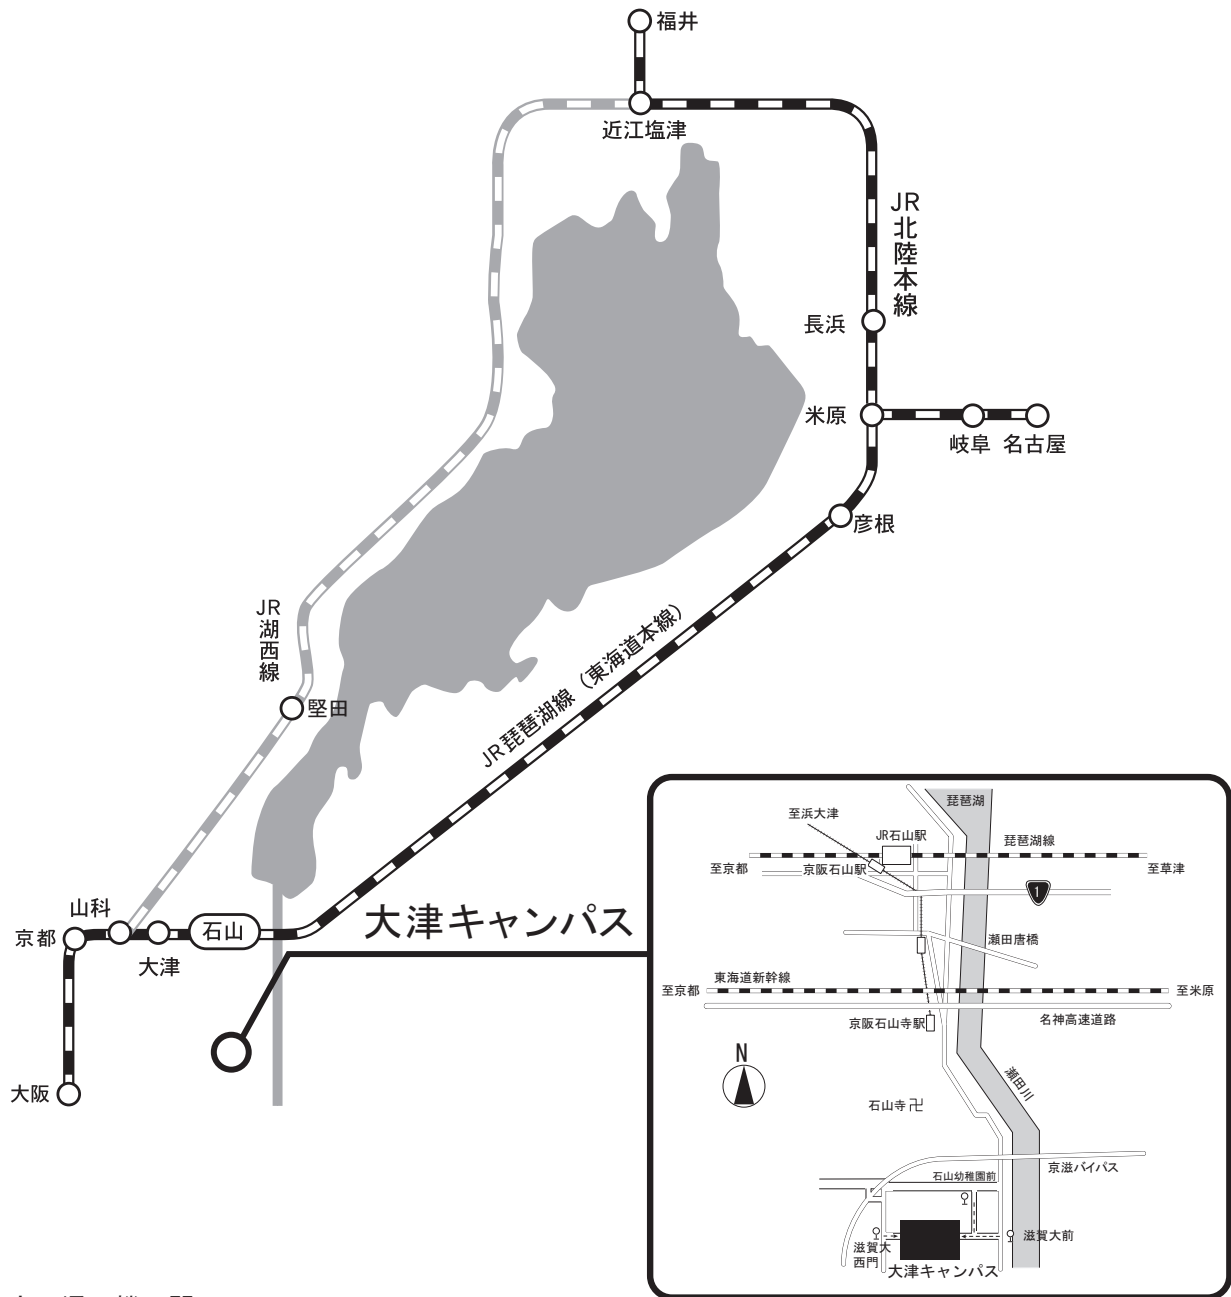 福井
近江塩津
JR北陸本線
長浜
米原
岐阜
名古屋
彦根
JR琵琶湖線（東海道本線）
JR湖西線
堅田
山科
京都
大津
石山
大阪
大津キャンパス
琵琶湖
至浜大津
JR石山駅
琵琶湖線
至京都
京阪石山駅
至草津
1
瀬田唐橋
東海道新幹線
至京都
至米原
京阪石山寺駅
名神高速道路
N
瀬田川
石山寺卍
京滋バイパス
石山幼稚園前
滋賀大前
滋賀大
西門
大津キャンパス